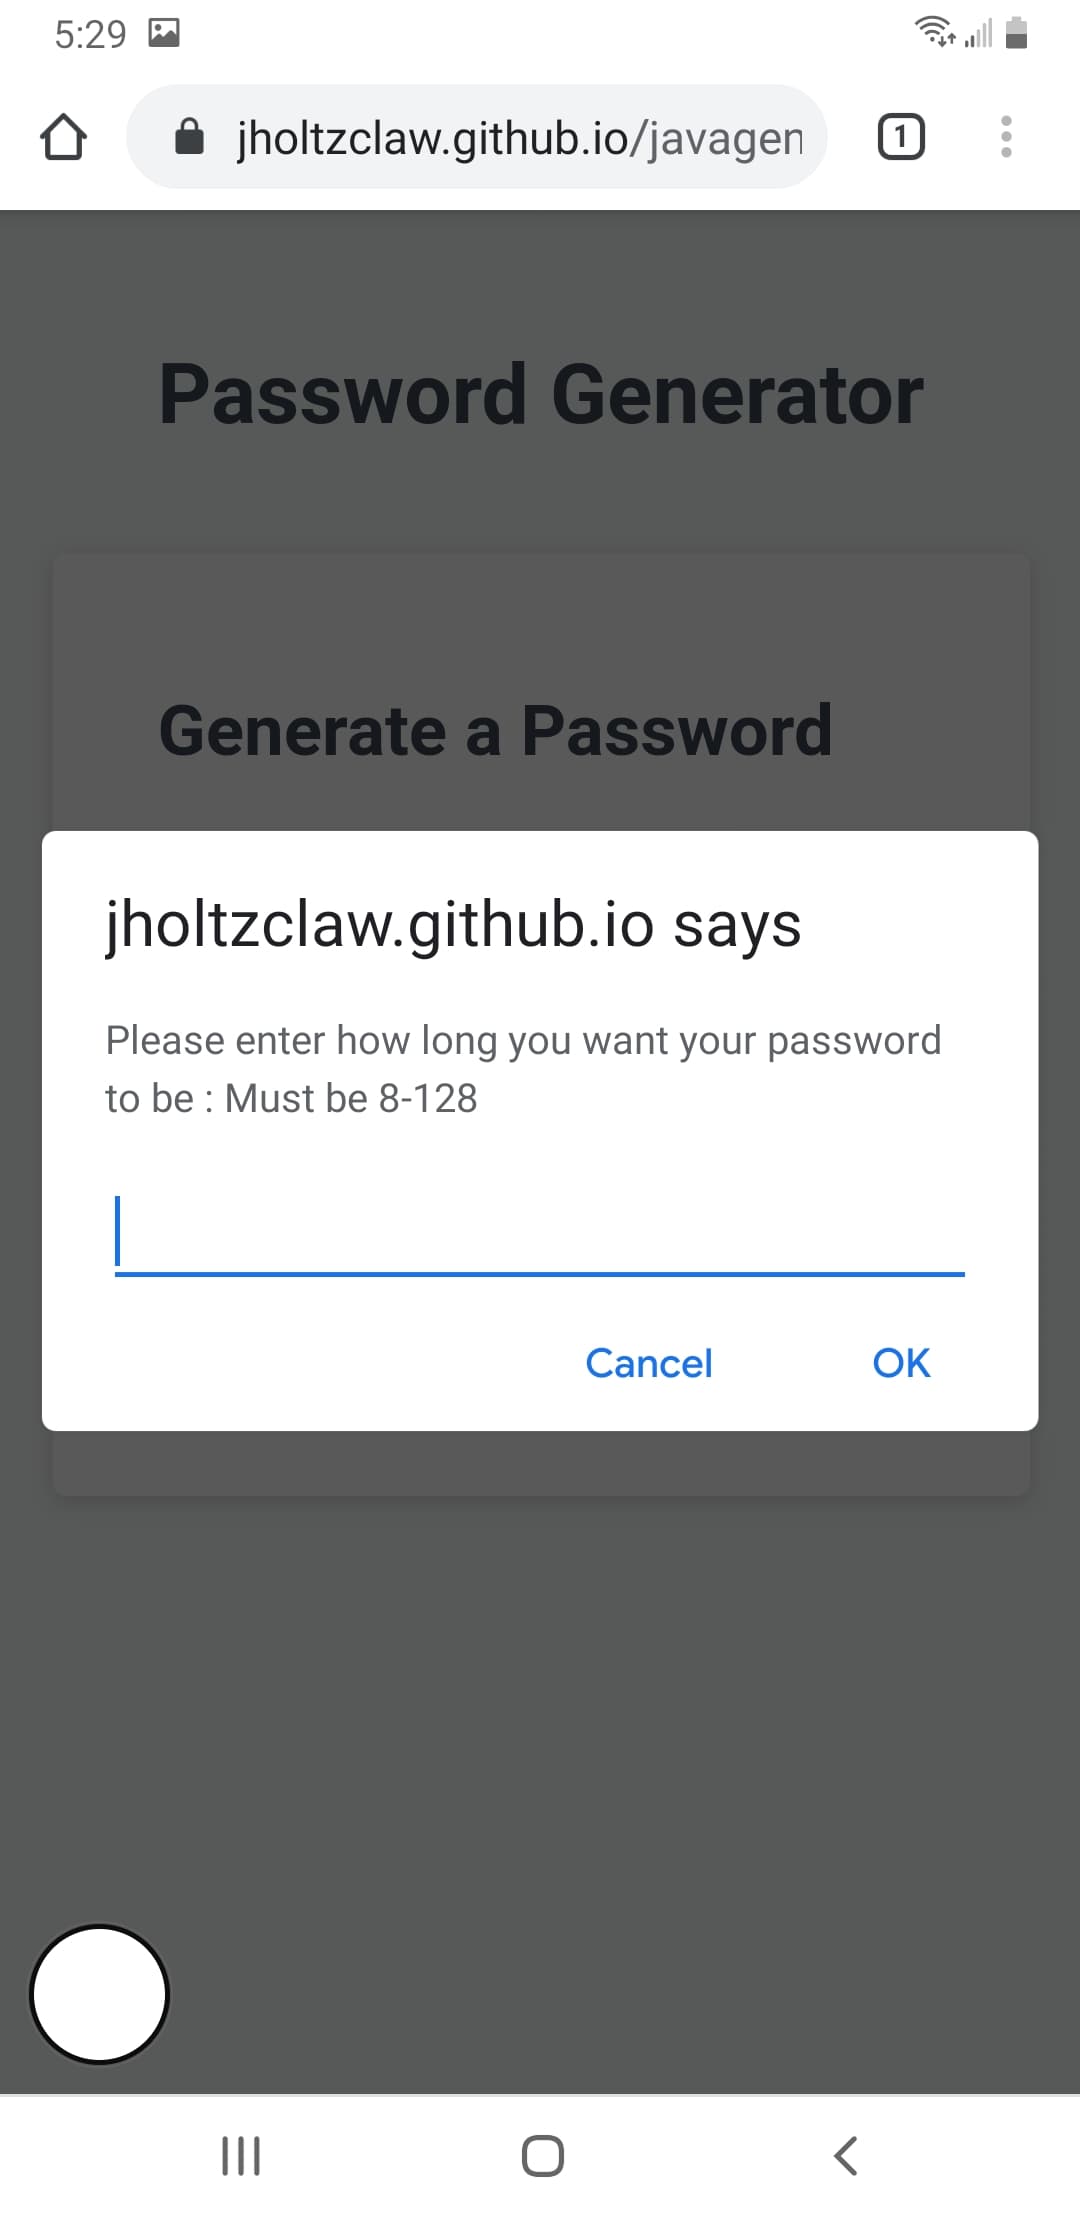 5:29
jholtzclaw.github.io/javagen
1
Password Generator
Generate a Password
jholtzclaw.github.io says
Please enter how long you want your password
to be : Must be 8-128
Cancel OK